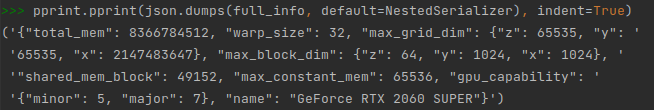 >>> pprint.pprint(json.dumps(full_info, default=NestedSerializer), indent=True)
('{"total_mem": 8366784512, "warp_size": 32, "max_grid_dim": {"z": 65535, "y": '
 '65535, "x": 2147483647}, "max_block_dim": {"z": 64, "y": 1024, "x": 1024}, '
 '"shared_mem_block": 49152, "max_constant_mem": 65536, "gpu_capability": '
 '{"minor": 5, "major": 7}, "name": "GeForce RTX 2060 SUPER"}')